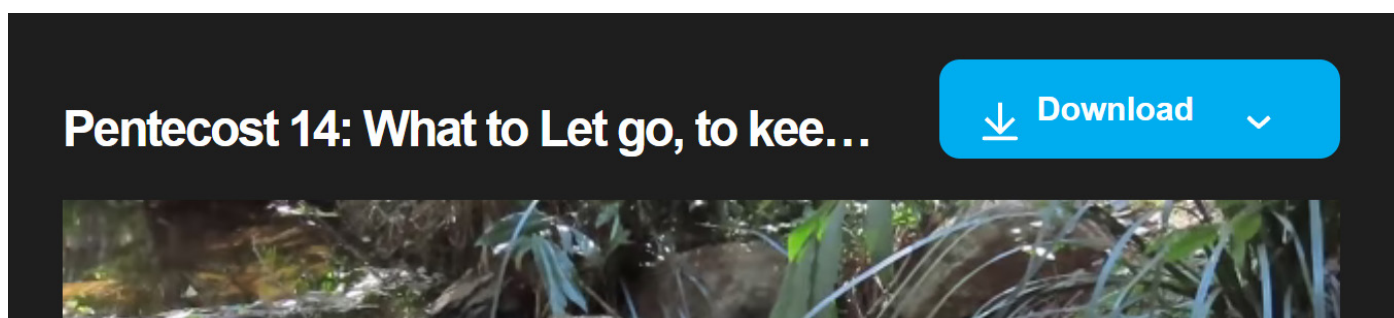 Pentecost 14: What to Let go, to kee…
Download